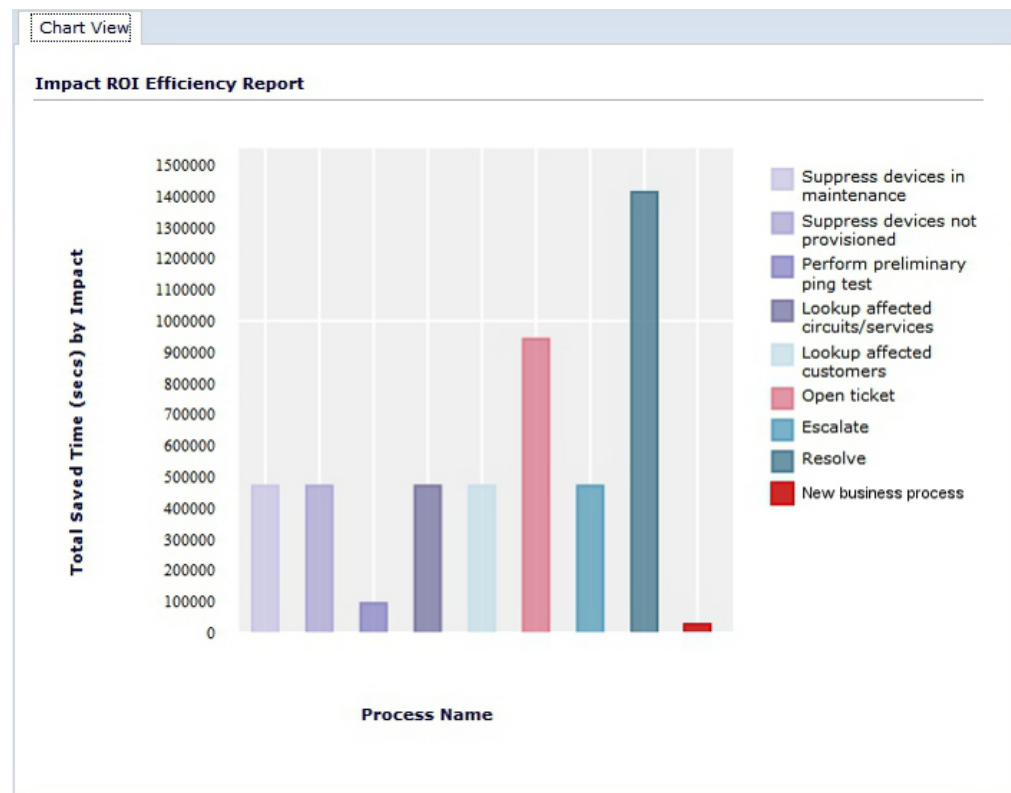 Chart View
Impact ROI Efficiency Report
Total Saved Time (secs) by Impact
1500000
1400000
1300000
1200000
1100000
1000000
900000
800000
700000
600000
500000
400000
300000
200000
100000
0
Process Name
Suppress devices in
maintenance
Suppress devices not
provisioned
Perform preliminary
ping test
Lookup affected
circuits/services
Lookup affected
customers
Open ticket
Escalate
Resolve
New business process